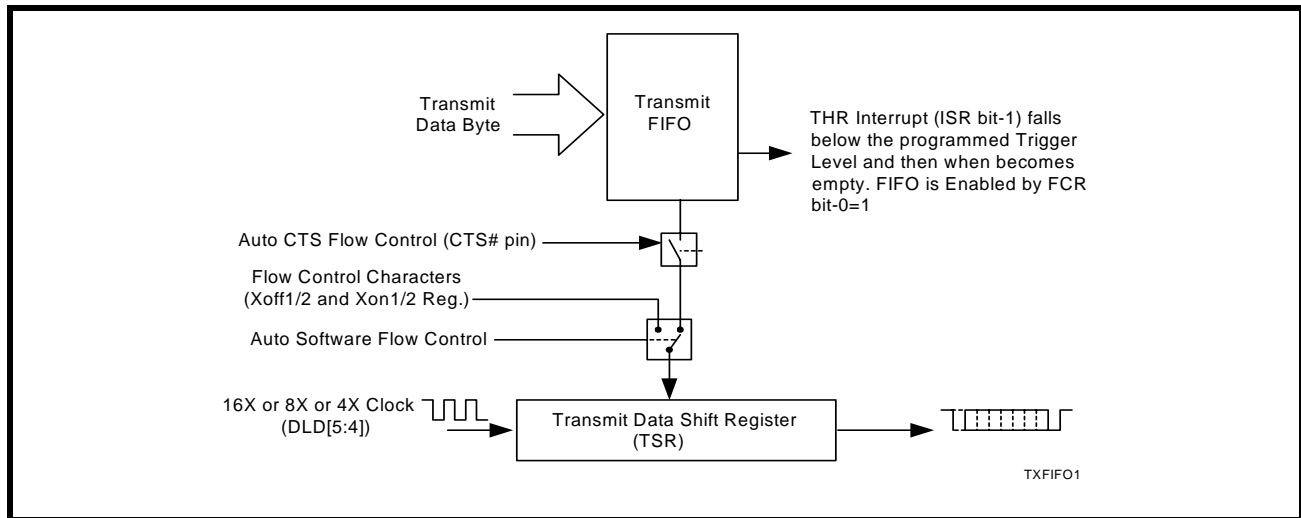 Transmit
Data Byte
Transmit
FIFO
THR Interrupt (ISR bit-1) falls
below the programmed Trigger
Level and then when becomes
empty. FIFO is Enabled by FCR
bit-0=1
Auto CTS Flow Control (CTS# pin)
Flow Control Characters
(Xoff1/2 and Xon1/2 Reg.)
Auto Software Flow Control
16X or 8X or 4X Clock
(DLD[5:4])
Transmit Data Shift Register
(TSR)
TXFIFO1